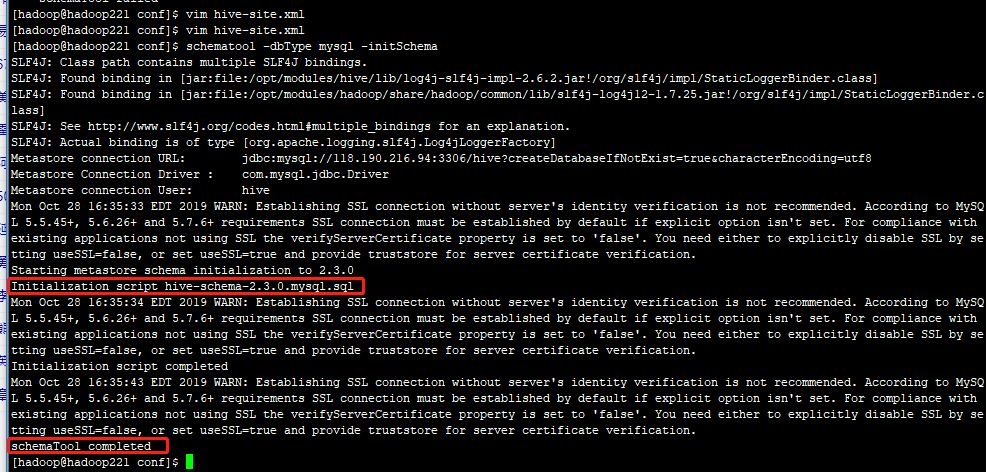 schemaTool failed
[hadoop@hadoop221 conf]$ vim hive-site.xml
[hadoop@hadoop221 conf]$ vim hive-site.xml
[hadoop@hadoop221 conf]$ schematool -dbType mysql -initSchema
SLF4J: Class path contains multiple SLF4J bindings.
SLF4J: Found binding in [jar:file:/opt/modules/hive/lib/log4j-slf4j-impl-2.6.2.jar!/org/slf4j/impl/StaticLoggerBinder.class]
SLF4J: Found binding in [jar:file:/opt/modules/hadoop/share/hadoop/common/lib/slf4j-log4j12-1.7.25.jar!/org/slf4j/impl/StaticLoggerBinder.c
lass]
SLF4J: See http://www.slf4j.org/codes.html#multiple_bindings for an explanation.
SLF4J: Actual binding is of type [org.apache.logging.slf4j.Log4jLoggerFactory]
Metastore connection URL:        jdbc:mysql://118.190.216.94:3306/hive?createDatabaseIfNotExist=true&characterEncoding=utf8
Metastore Connection Driver :    com.mysql.jdbc.Driver
Metastore connection User:       hive
Mon Oct 28 16:35:33 EDT 2019 WARN: Establishing SSL connection without server's identity verification is not recommended. According to MySQ
L 5.5.45+, 5.6.26+ and 5.7.6+ requirements SSL connection must be established by default if explicit option isn't set. For compliance with
existing applications not using SSL the verifyServerCertificate property is set to 'false'. You need either to explicitly disable SSL by se
tting useSSL=false, or set useSSL=true and provide truststore for server certificate verification.
Starting metastore schema initialization to 2.3.0
Initialization script hive-schema-2.3.0.mysql.sql
Mon Oct 28 16:35:34 EDT 2019 WARN: Establishing SSL connection without server's identity verification is not recommended. According to MySQ
L 5.5.45+, 5.6.26+ and 5.7.6+ requirements SSL connection must be established by default if explicit option isn't set. For compliance with
existing applications not using SSL the verifyServerCertificate property is set to 'false'. You need either to explicitly disable SSL by se
tting useSSL=false, or set useSSL=true and provide truststore for server certificate verification.
Initialization script completed
Mon Oct 28 16:35:43 EDT 2019 WARN: Establishing SSL connection without server's identity verification is not recommended. According to MySQ
L 5.5.45+, 5.6.26+ and 5.7.6+ requirements SSL connection must be established by default if explicit option isn't set. For compliance with
existing applications not using SSL the verifyServerCertificate property is set to 'false'. You need either to explicitly disable SSL by se
tting useSSL=false, or set useSSL=true and provide truststore for server certificate verification.
schemaTool completed
[hadoop@hadoop221 conf]$